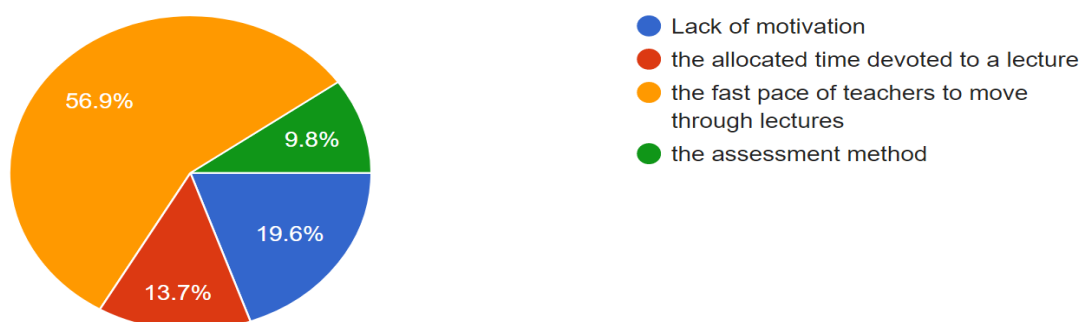 56.9%
9.8%
19.6%
13.7%
Lack of motivation
the allocated time devoted to a lecture
the fast pace of teachers to move
through lectures
the assessment method